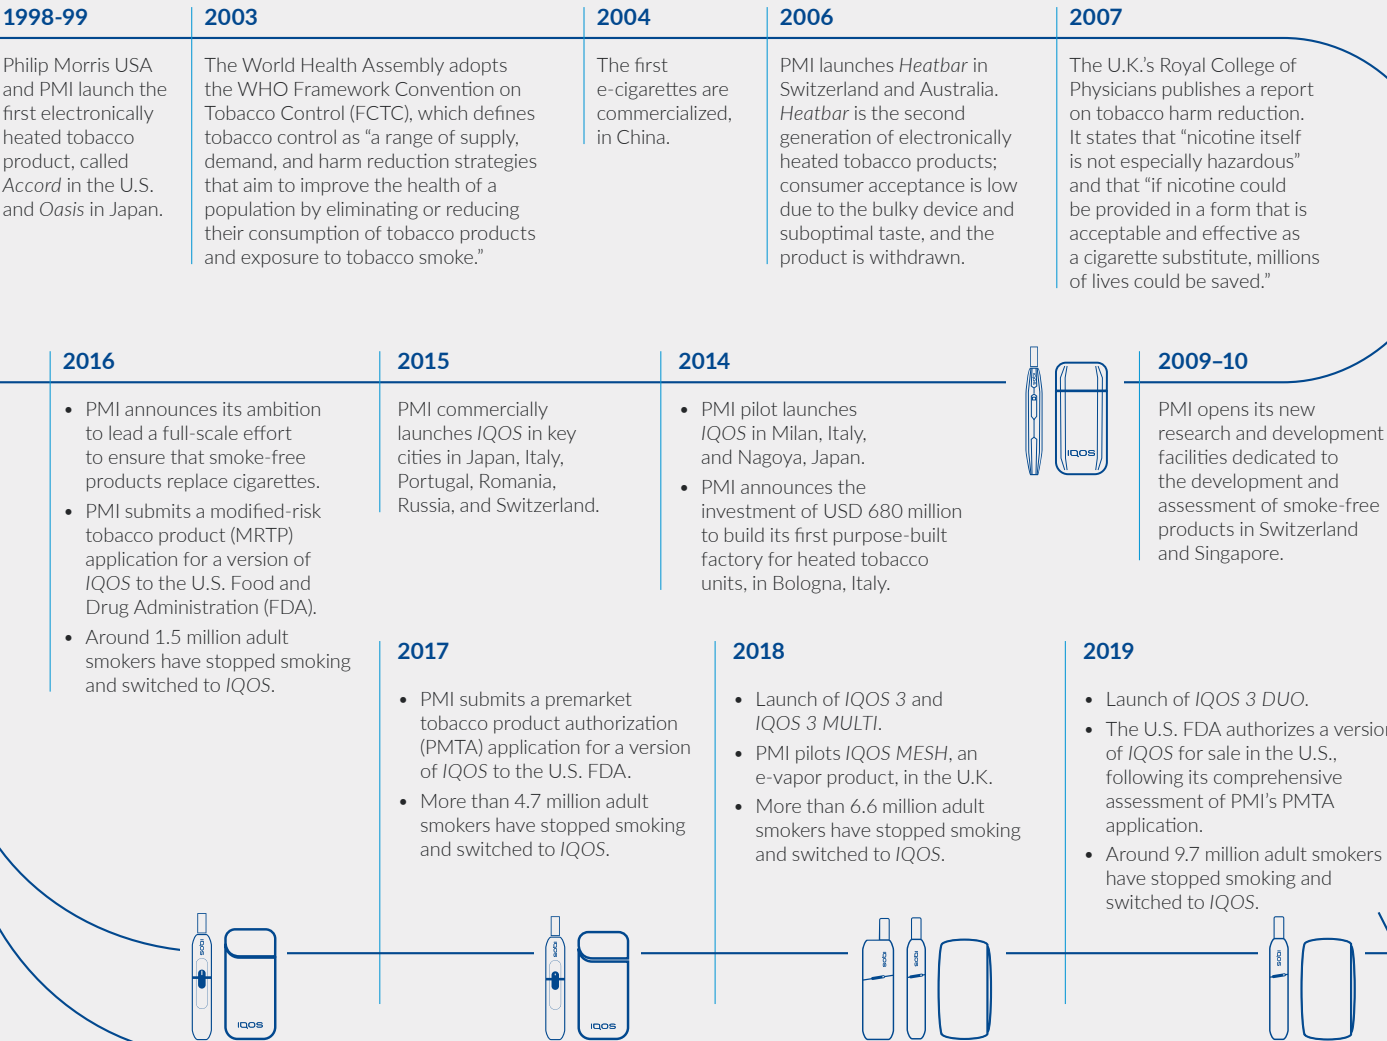 1998-99
Philip Morris USA
and PMI launch the
first electronically
heated tobacco
product, called
Accord in the U.S.
and Oasis in Japan.
2003
The World Health Assembly adopts
the WHO Framework Convention on
Tobacco Control (FCTC), which defines
tobacco control as “a range of supply,
demand, and harm reduction strategies
that aim to improve the health of a
population by eliminating or reducing
their consumption of tobacco products
and exposure to tobacco smoke.”
2004
The first
e-cigarettes are
commercialized,
in China.
2006
PMI launches Heatbar in
Switzerland and Australia.
Heatbar is the second
generation of electronically
heated tobacco products;
consumer acceptance is low
due to the bulky device and
suboptimal taste, and the
product is withdrawn.
2007
The U.K.’s Royal College of
Physicians publishes a report
on tobacco harm reduction.
It states that “nicotine itself
is not especially hazardous”
and that “if nicotine could
be provided in a form that is
acceptable and effective as
a cigarette substitute, millions
of lives could be saved.”
2009–10
PMI opens its new
research and development
facilities dedicated to
the development and
assessment of smoke-free
products in Switzerland
and Singapore.
IQOS
IQOS
2014
• PMI pilot launches
IQOS in Milan, Italy,
and Nagoya, Japan.
• PMI announces the
investment of USD 680 million
to build its first purpose-built
factory for heated tobacco
units, in Bologna, Italy.
2015
PMI commercially
launches IQOS in key
cities in Japan, Italy,
Portugal, Romania,
Russia, and Switzerland.
2016
• PMI announces its ambition
to lead a full-scale effort
to ensure that smoke-free
products replace cigarettes.
• PMI submits a modified-risk
tobacco product (MRTP)
application for a version of
IQOS to the U.S. Food and
Drug Administration (FDA).
• Around 1.5 million adult
smokers have stopped smoking
and switched to IQOS.
IQOS
IQOS
2017
• PMI submits a premarket
tobacco product authorization
(PMTA) application for a version
of IQOS to the U.S. FDA.
• More than 4.7 million adult
smokers have stopped smoking
and switched to IQOS.
IQOS
IQOS
2018
• Launch of IQOS 3 and
IQOS 3 MULTI.
• PMI pilots IQOS MESH, an
e-vapor product, in the U.K.
• More than 6.6 million adult
smokers have stopped smoking
and switched to IQOS.
IQOS
IQOS
2019
• Launch of IQOS 3 DUO.
• The U.S. FDA authorizes a version
of IQOS for sale in the U.S.,
following its comprehensive
assessment of PMI’s PMTA
application.
• Around 9.7 million adult smokers
have stopped smoking and
switched to IQOS.
IQOS